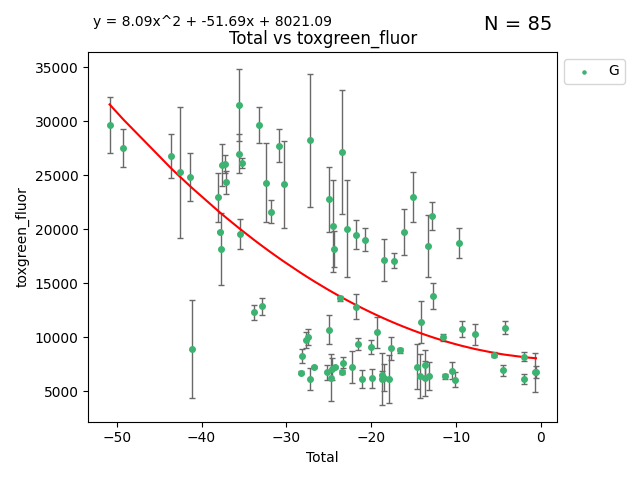 y = 8.09x^2 + -51.69x + 8021.09
N = 85
Total vs toxgreen_fluor
G
35000
30000
25000
20000
15000
10000
5000
toxgreen_fluor
−50 −40 −30 −20 −10 0
Total